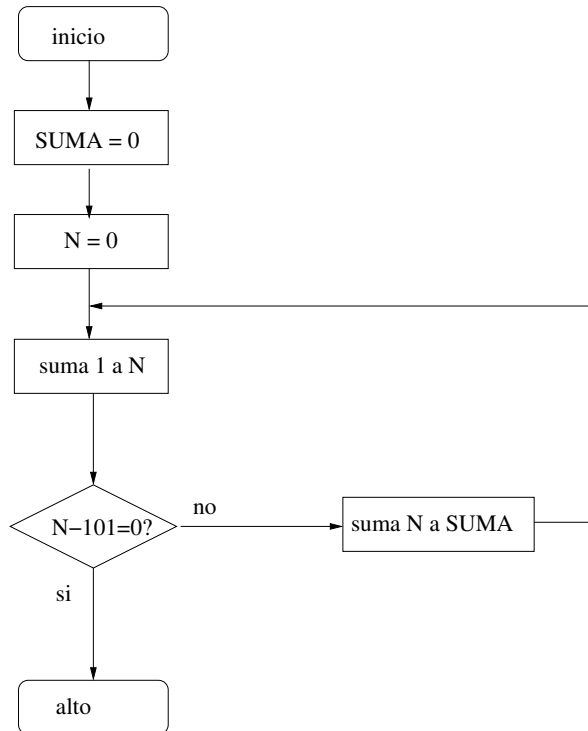 inicio
SUMA = 0
N = 0
suma 1 a N
N−101=0?
no
suma N a SUMA
si
alto